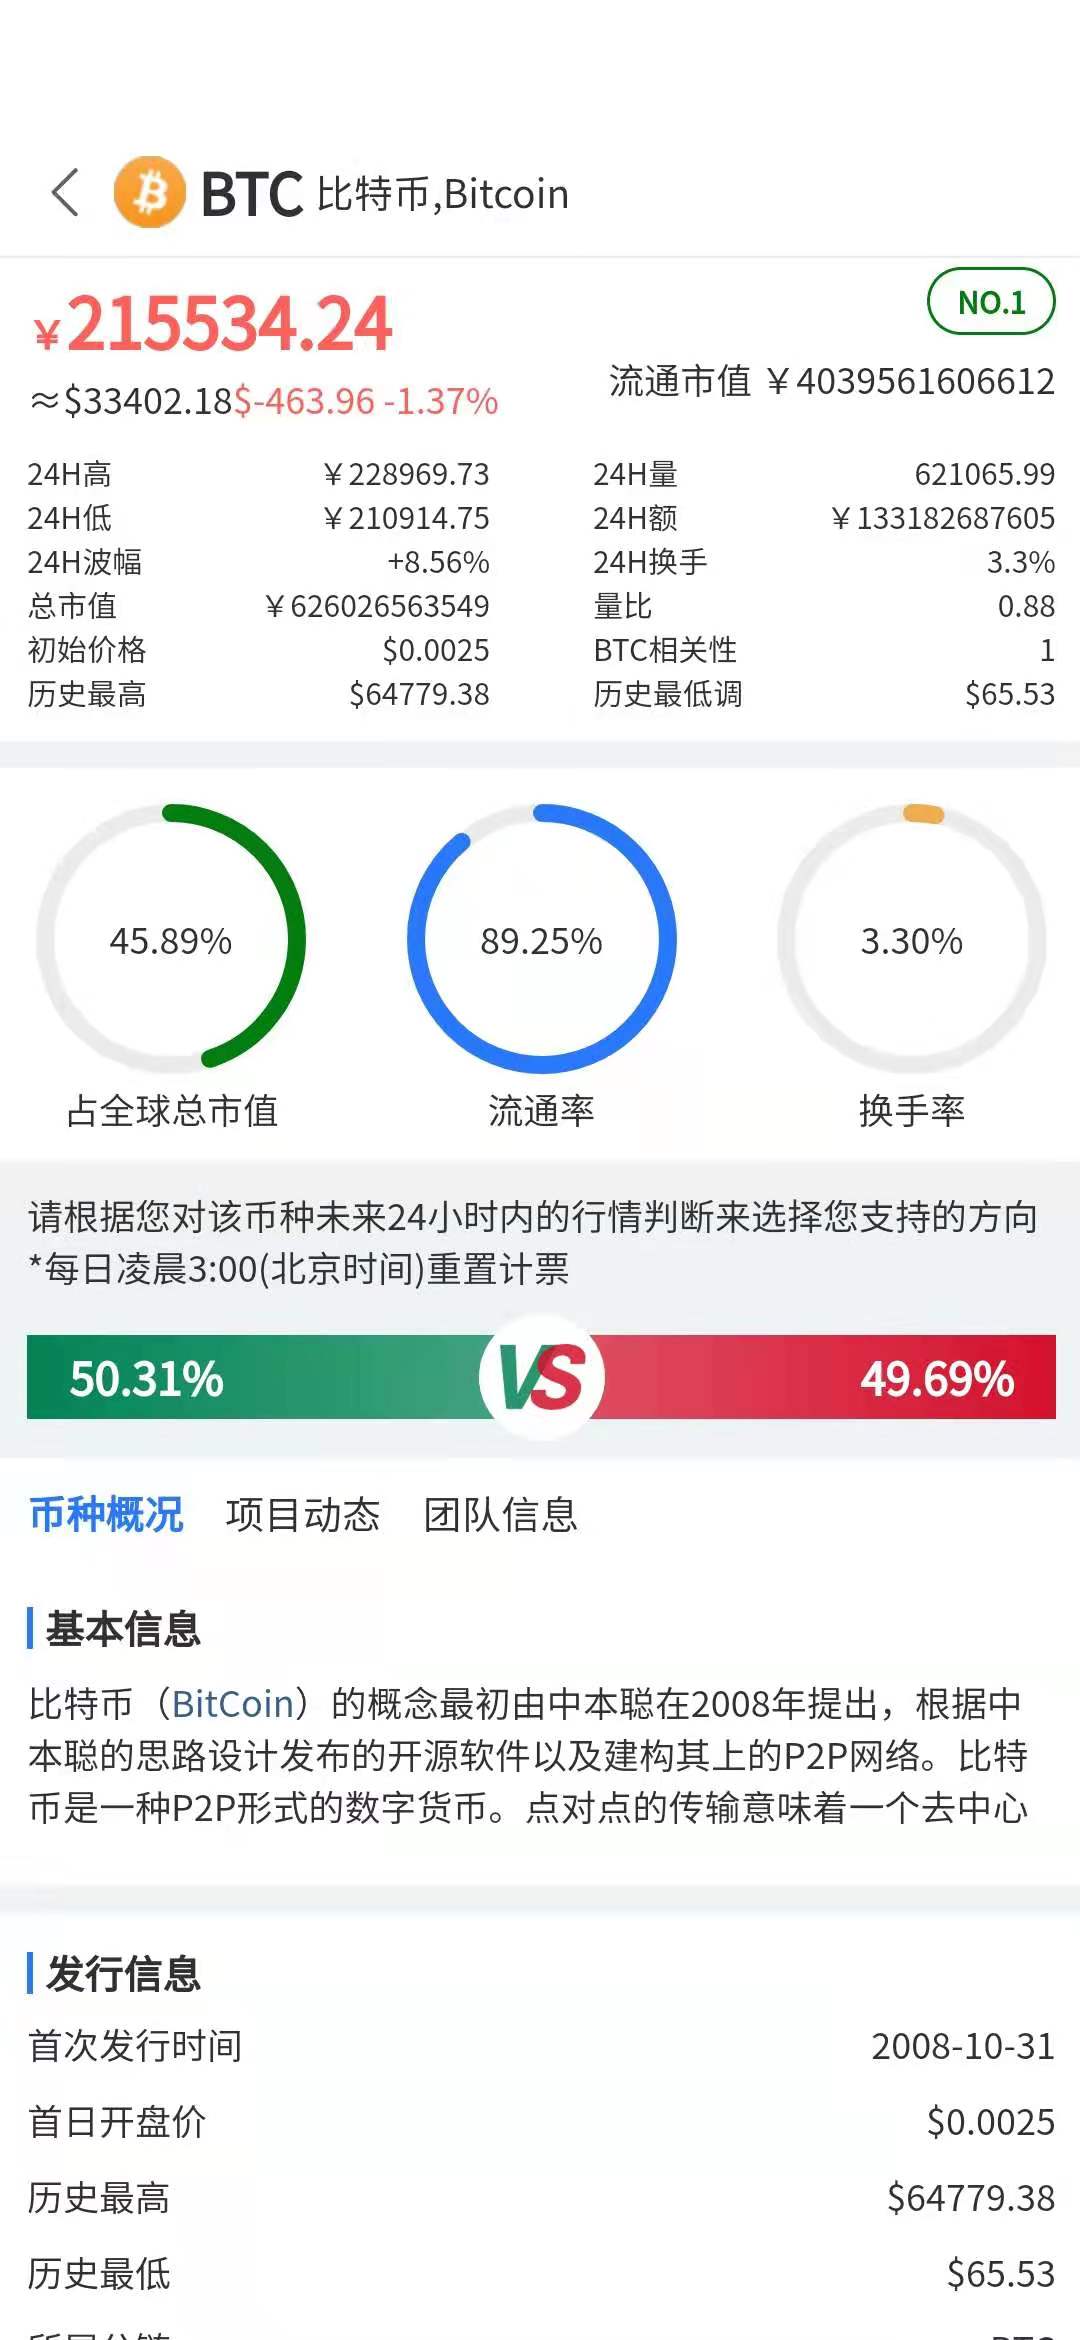 BTC 比特币,Bitcoin
￥215534.24
NO.1
≈$33402.18$-463.96 -1.37%
流通市值 ￥4039561606612
24H高 ￥228969.73 24H量 621065.99
24H低 ￥210914.75 24H额 ￥133182687605
24H波幅 +8.56% 24H换手 3.3%
总市值 ￥626026563549 量比 0.88
初始价格 $0.0025 BTC相关性 1
历史最高 $64779.38 历史最低调 $65.53
45.89% 89.25% 3.30%
占全球总市值 流通率 换手率
请根据您对该币种未来24小时内的行情判断来选择您支持的方向
*每日凌晨3:00(北京时间)重置计票
50.31% VS 49.69%
币种概况 项目动态 团队信息
基本信息
比特币（BitCoin）的概念最初由中本聪在2008年提出，根据中
本聪的思路设计发布的开源软件以及建构其上的P2P网络。比特
币是一种P2P形式的数字货币。点对点的传输意味着一个去中心
发行信息
首次发行时间 2008-10-31
首日开盘价 $0.0025
历史最高 $64779.38
历史最低 $65.53